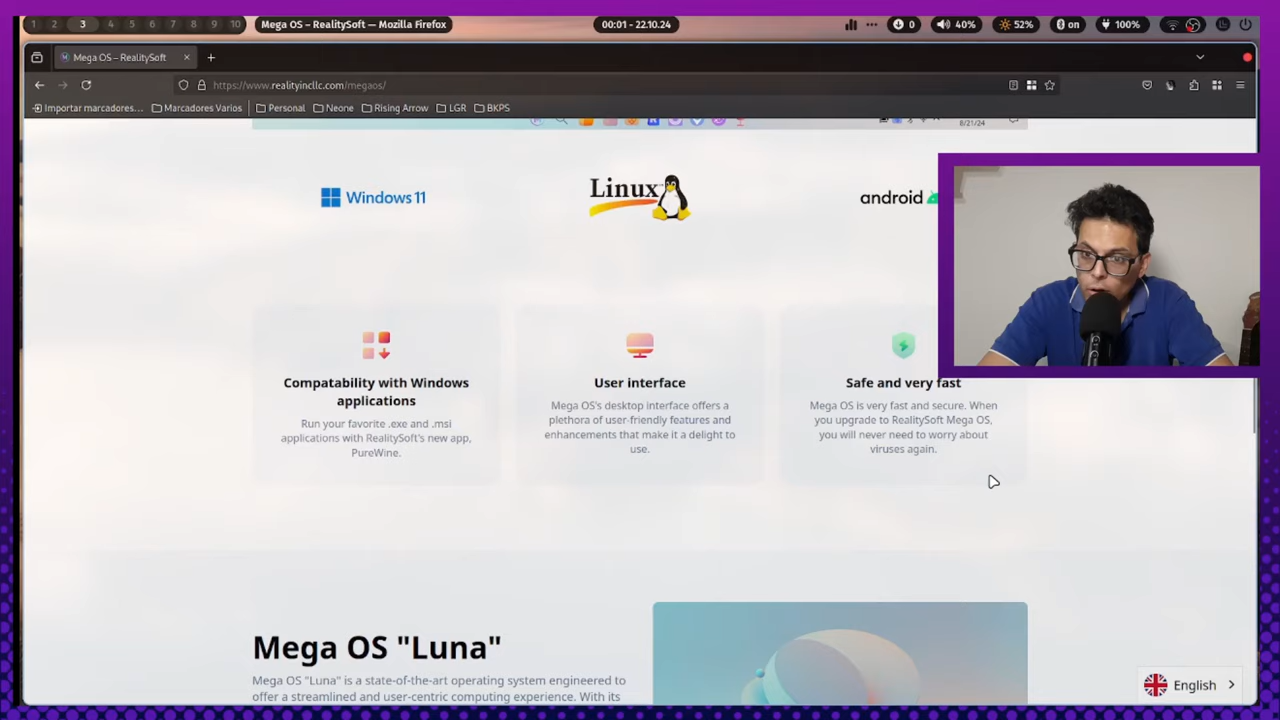 1 2 3 4 5 6 7 8 9 10 Mega OS – RealitySoft — Mozilla Firefox 00:01 - 22.10.24 0 40% 52% on 100%
Mega OS – RealitySoft
https://www.realityincllc.com/megaos/
Importar marcadores... Marcadores Varios Personal Neone Rising Arrow LGR BKPS
8/21/24
Windows 11 Linux android
Compatability with Windows
applications
Run your favorite .exe and .msi
applications with RealitySoft's new app,
PureWine.
User interface
Mega OS's desktop interface offers a
plethora of user-friendly features and
enhancements that make it a delight to
use.
Safe and very fast
Mega OS is very fast and secure. When
you upgrade to RealitySoft Mega OS,
you will never need to worry about
viruses again.
Mega OS "Luna"
Mega OS "Luna" is a state-of-the-art operating system engineered to
offer a streamlined and user-centric computing experience. With its
English